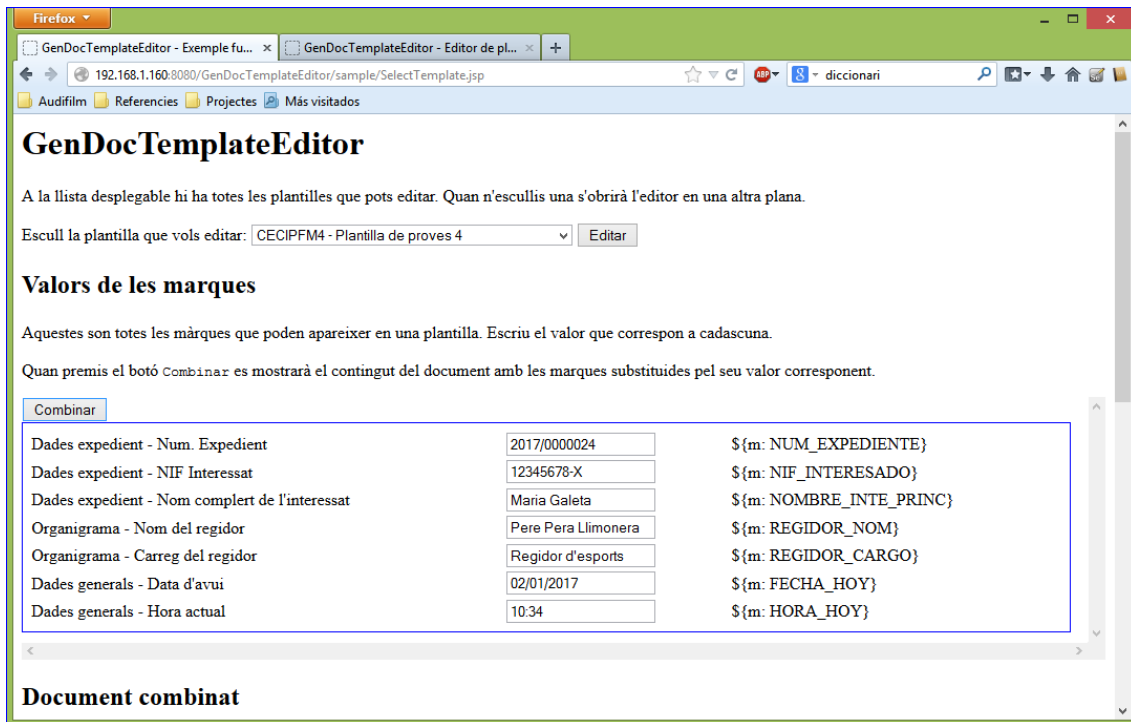 Firefox
GenDocTemplateEditor - Exemple fu... × GenDocTemplateEditor - Editor de pl... × +
192.168.1.160:8080/GenDocTemplateEditor/sample/SelectTemplate.jsp ABP 8 diccionari
Audifilm Referencies Projectes Más visitados
GenDocTemplateEditor
A la llista desplegable hi ha totes les plantilles que pots editar. Quan n'escullis una s'obrirà l'editor en una altra plana.
Escull la plantilla que vols editar: CECIPFM4 - Plantilla de proves 4 Editar
Valors de les marques
Aquestes son totes les màrques que poden apareixer en una plantilla. Escriu el valor que correspon a cadascuna.
Quan premis el botó Combinar es mostrarà el contingut del document amb les marques substituides pel seu valor corresponent.
Combinar
Dades expedient - Num. Expedient 2017/0000024 ${m: NUM_EXPEDIENTE}
Dades expedient - NIF Interessat 12345678-X ${m: NIF_INTERESADO}
Dades expedient - Nom complert de l'interessat Maria Galeta ${m: NOMBRE_INTE_PRINC}
Organigrama - Nom del regidor Pere Pera Llimonera ${m: REGIDOR_NOM}
Organigrama - Carreg del regidor Regidor d'esports ${m: REGIDOR_CARGO}
Dades generals - Data d'avui 02/01/2017 ${m: FECHA_HOY}
Dades generals - Hora actual 10:34 ${m: HORA_HOY}
Document combinat